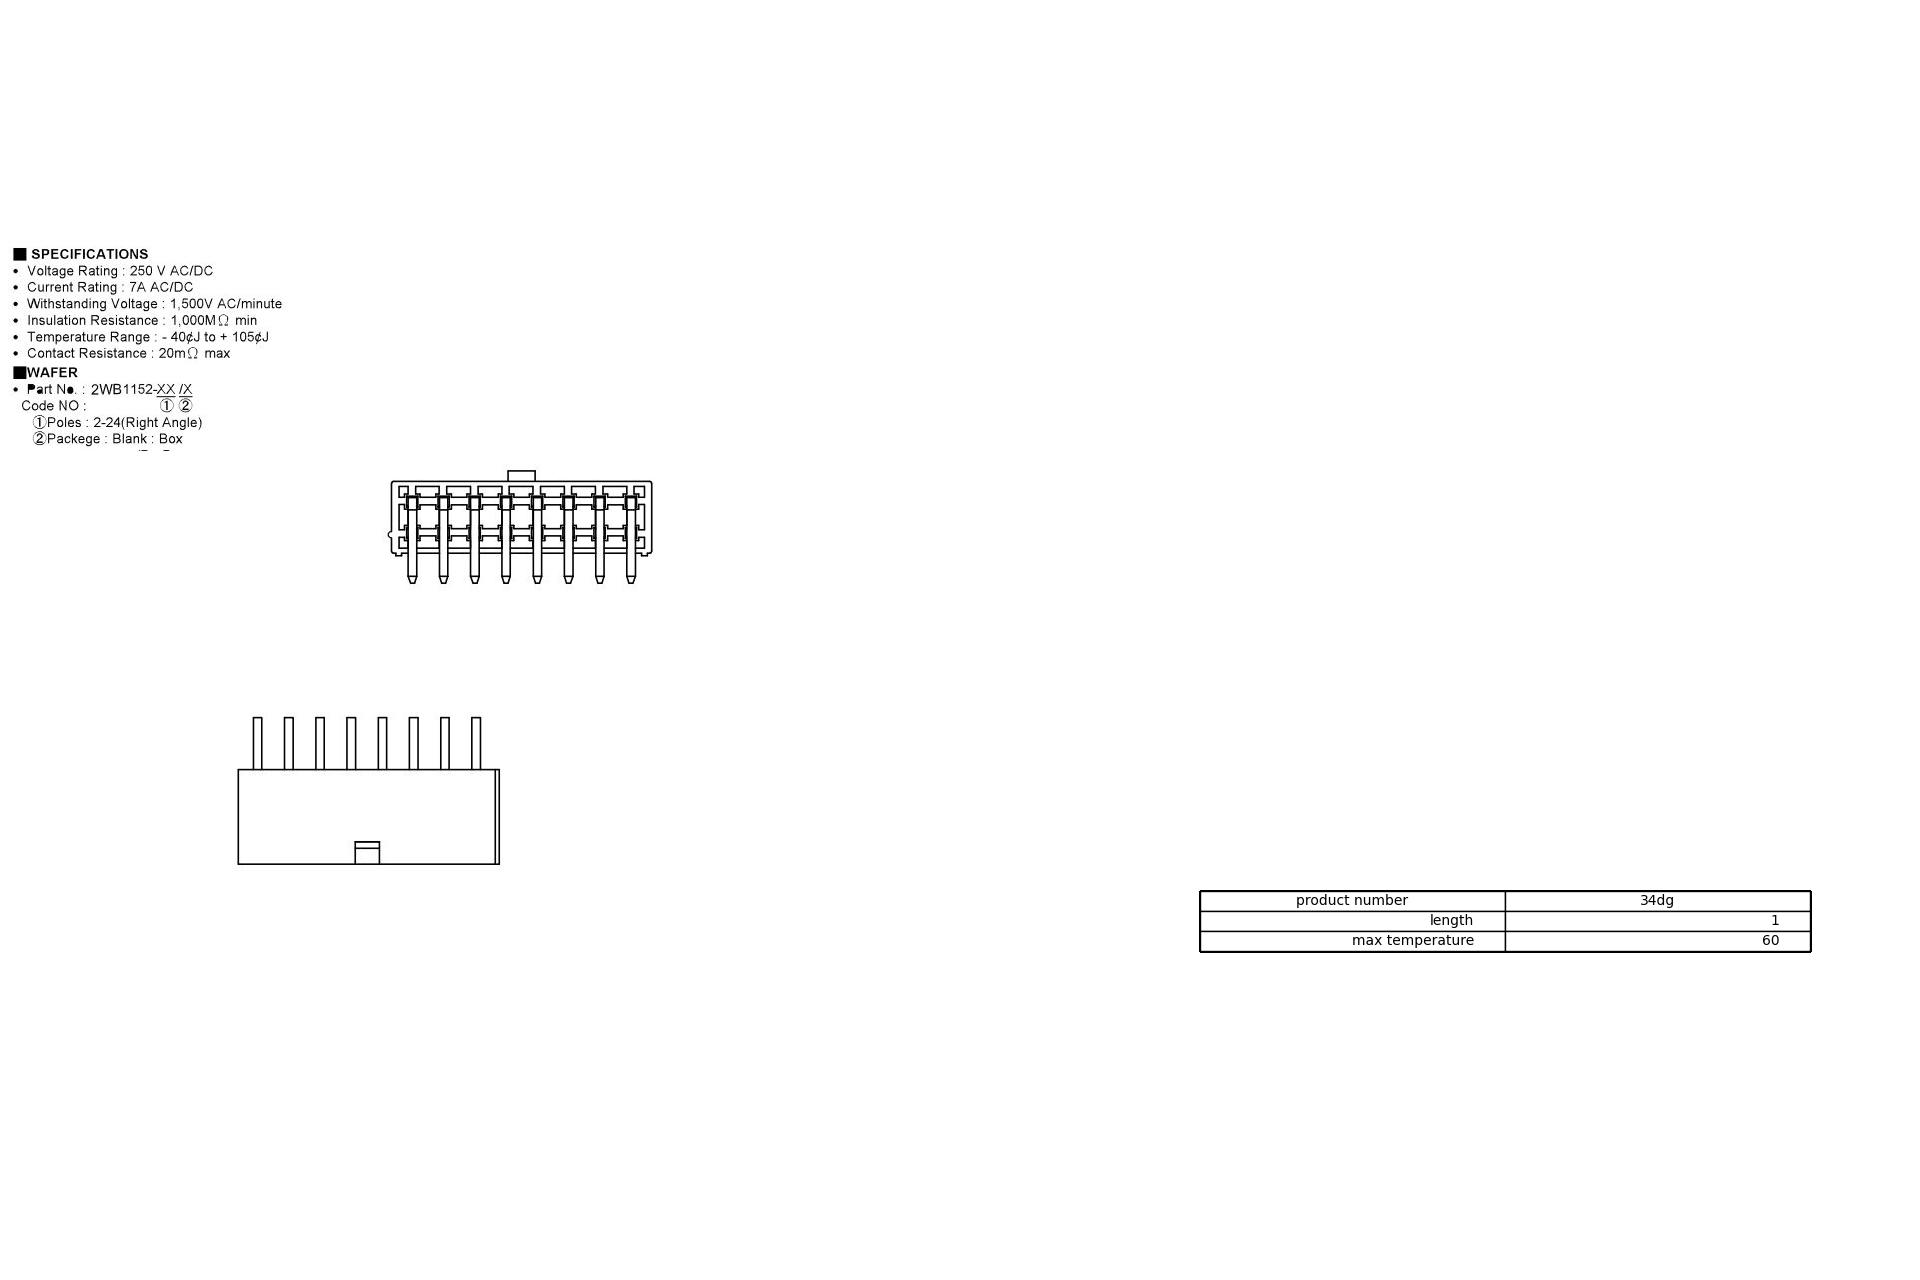 ■ SPECIFICATIONS
• Voltage Rating : 250 V AC/DC
• Current Rating : 7A AC/DC
• Withstanding Voltage : 1,500V AC/minute
• Insulation Resistance : 1,000MΩ min
• Temperature Range : - 40¢J to + 105¢J
• Contact Resistance : 20mΩ max
■WAFER
• Part No. : 2WB1152-XX /X
Code NO : ① ②
①Poles : 2-24(Right Angle)
②Packege : Blank : Box
product number 34dg
length 1
max temperature 60